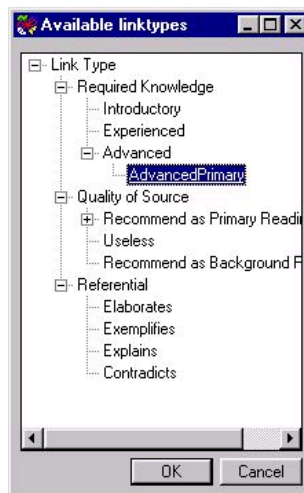 Available linktypes
Link Type
Required Knowledge
Introductory
Experienced
Advanced
AdvancedPrimary
Quality of Source
Recommend as Primary Readi
Useless
Recommend as Background F
Referential
Elaborates
Exemplifies
Explains
Contradicts
OK Cancel